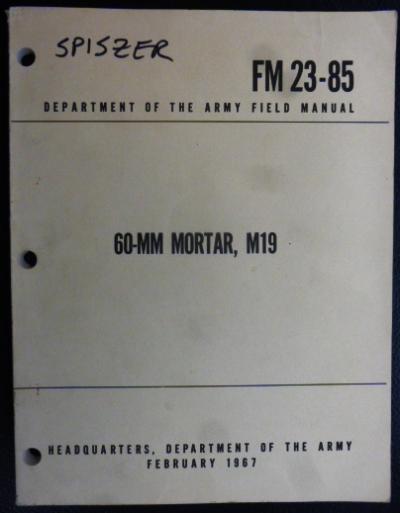 SPISZER
FM 23-85
DEPARTMENT OF THE ARMY FIELD MANUAL
60-MM MORTAR, M19
HEADQUARTERS, DEPARTMENT OF THE ARMY
FEBRUARY 1967